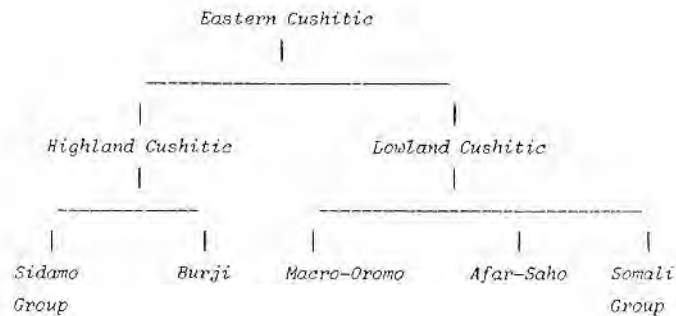 Eastern Cushitic
Highland Cushitic Lowland Cushitic
Sidamo Burji Macro-Oromo Afar-Saho Somali
Group Group